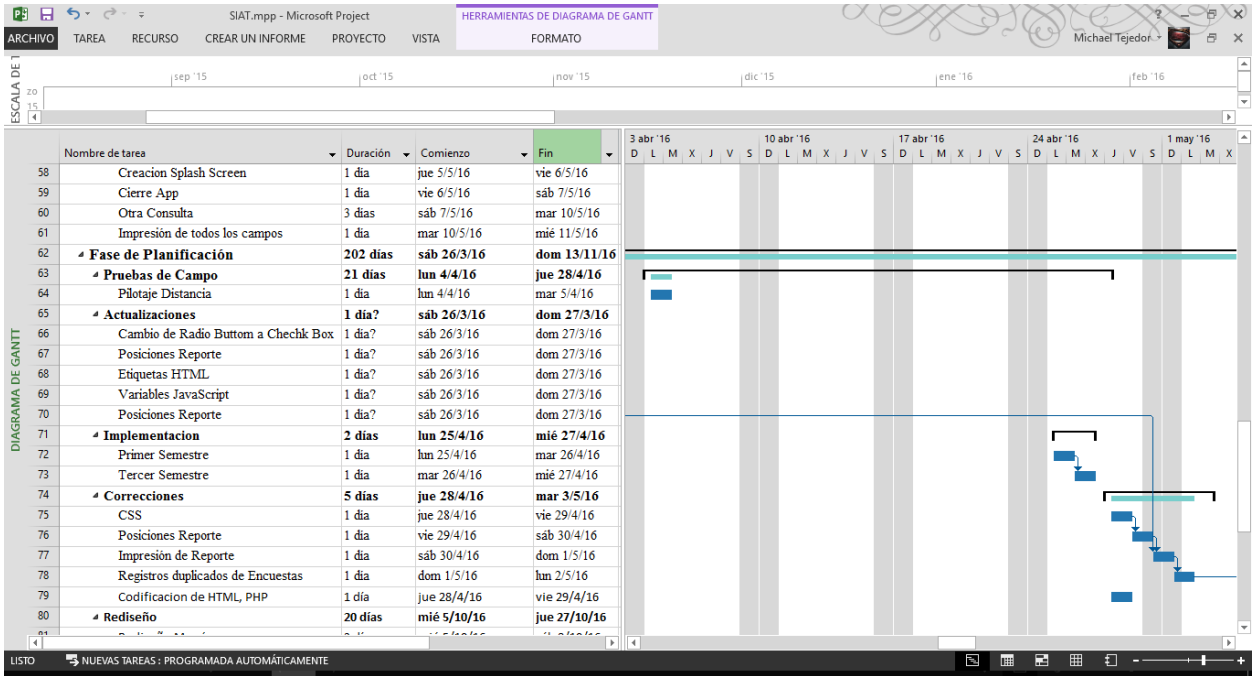 SIAT.mpp - Microsoft Project
HERRAMIENTAS DE DIAGRAMA DE GANTT
ARCHIVO TAREA RECURSO CREAR UN INFORME PROYECTO VISTA FORMATO Michael Tejedor
ESCALA DE T
sep '15 oct '15 nov '15 dic '15 ene '16 feb '16
zo
15
3 abr '16 10 abr '16 17 abr '16 24 abr '16 1 may '16
Nombre de tarea Duración Comienzo Fin
D L M X J V S D L M X J V S D L M X J V S D L M X J V S D L M X
DIAGRAMA DE GANTT
58 Creacion Splash Screen 1 dia jue 5/5/16 vie 6/5/16
59 Cierre App 1 dia vie 6/5/16 sáb 7/5/16
60 Otra Consulta 3 dias sáb 7/5/16 mar 10/5/16
61 Impresión de todos los campos 1 dia mar 10/5/16 mié 11/5/16
62 Fase de Planificación 202 días sáb 26/3/16 dom 13/11/16
63 Pruebas de Campo 21 días lun 4/4/16 jue 28/4/16
64 Pilotaje Distancia 1 dia lun 4/4/16 mar 5/4/16
65 Actualizaciones 1 día? sáb 26/3/16 dom 27/3/16
66 Cambio de Radio Buttom a Chechk Box 1 dia? sáb 26/3/16 dom 27/3/16
67 Posiciones Reporte 1 dia? sáb 26/3/16 dom 27/3/16
68 Etiquetas HTML 1 dia? sáb 26/3/16 dom 27/3/16
69 Variables JavaScript 1 dia? sáb 26/3/16 dom 27/3/16
70 Posiciones Reporte 1 dia? sáb 26/3/16 dom 27/3/16
71 Implementacion 2 días lun 25/4/16 mié 27/4/16
72 Primer Semestre 1 dia lun 25/4/16 mar 26/4/16
73 Tercer Semestre 1 dia mar 26/4/16 mié 27/4/16
74 Correcciones 5 días jue 28/4/16 mar 3/5/16
75 CSS 1 dia jue 28/4/16 vie 29/4/16
76 Posiciones Reporte 1 dia vie 29/4/16 sáb 30/4/16
77 Impresión de Reporte 1 dia sáb 30/4/16 dom 1/5/16
78 Registros duplicados de Encuestas 1 dia dom 1/5/16 lun 2/5/16
79 Codificacion de HTML, PHP 1 día jue 28/4/16 vie 29/4/16
80 Rediseño 20 días mié 5/10/16 jue 27/10/16
LISTO NUEVAS TAREAS : PROGRAMADA AUTOMÁTICAMENTE